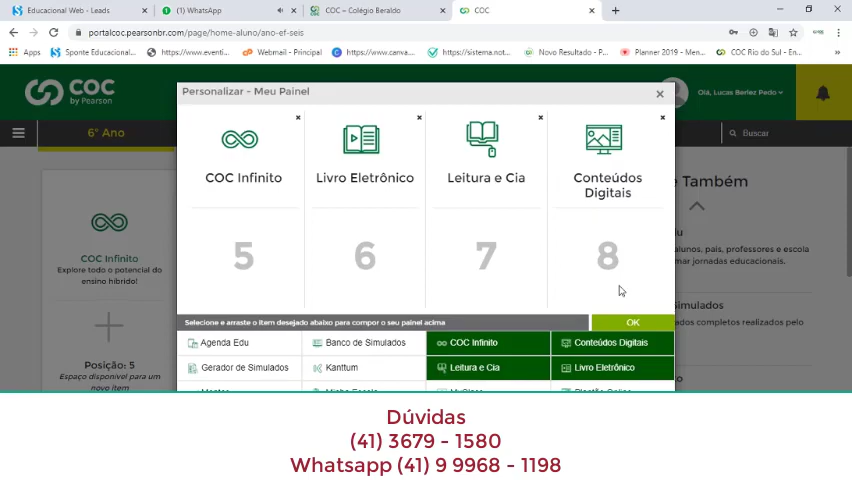 Educacional Web - Leads
(1) WhatsApp
COC – Colégio Beraldo
COC
portalcoc.pearsonbr.com/page/home-aluno/ano-ef-seis
Apps
Sponte Educacional...
https://www.eventi...
Webmail - Principal
https://www.canva....
https://sistema.not...
Novo Resultado - P...
Planner 2019 - Men...
COC Rio do Sul - En...
COC
by Pearson
Personalizar - Meu Painel
Olá, Lucas Berlez Pedo
6º Ano
Buscar
COC Infinito
Livro Eletrônico
Leitura e Cia
Conteúdos
Digitais
5
6
7
8
COC Infinito
Explore todo o potencial do
ensino híbrido!
Posição: 5
Espaço disponível para um
novo item
e Também
du
alunos, pais, professores e escola
mar jornadas educacionais.
Simulados
ados completos realizados pelo
to
Selecione e arraste o item desejado abaixo para compor o seu painel acima
OK
Agenda Edu
Banco de Simulados
COC Infinito
Conteúdos Digitais
Gerador de Simulados
Kanttum
Leitura e Cia
Livro Eletrônico
Dúvidas
(41) 3679 - 1580
Whatsapp (41) 9 9968 - 1198